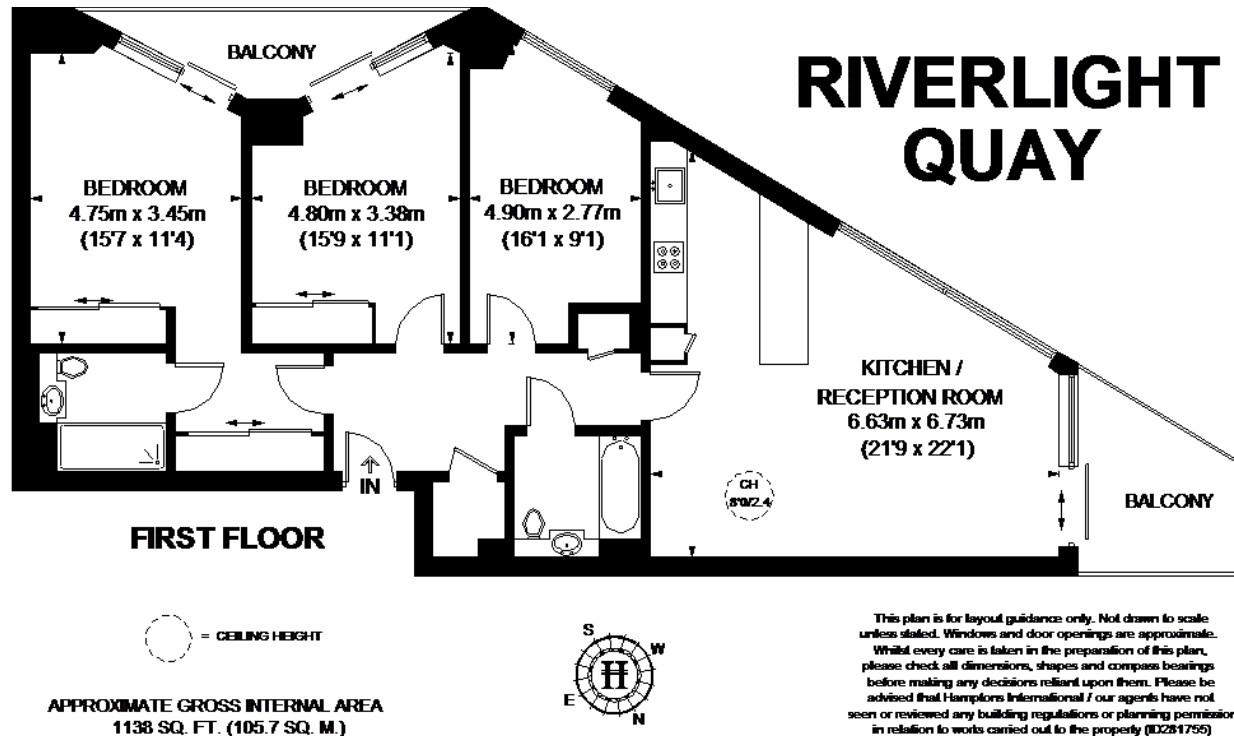 RIVERLIGHT
QUAY
BALCONY
BEDROOM
4.75m x 3.45m
(15'7 x 11'4)
BEDROOM
4.80m x 3.38m
(15'9 x 11'1)
BEDROOM
4.90m x 2.77m
(16'1 x 9'1)
KITCHEN /
RECEPTION ROOM
6.63m x 6.73m
(21'9 x 22'1)
CH
8'0/2.4
BALCONY
IN
FIRST FLOOR
= CEILING HEIGHT
APPROXIMATE GROSS INTERNAL AREA
1138 SQ. FT. (105.7 SQ. M.)
S
W
H
E
N
This plan is for layout guidance only. Not drawn to scale
unless stated. Windows and door openings are approximate.
Whilst every care is taken in the preparation of this plan,
please check all dimensions, shapes and compass bearings
before making any decisions reliant upon them. Please be
advised that Hamptons International / our agents have not
seen or reviewed any building regulations or planning permission
in relation to works carried out to the property (ID281755)